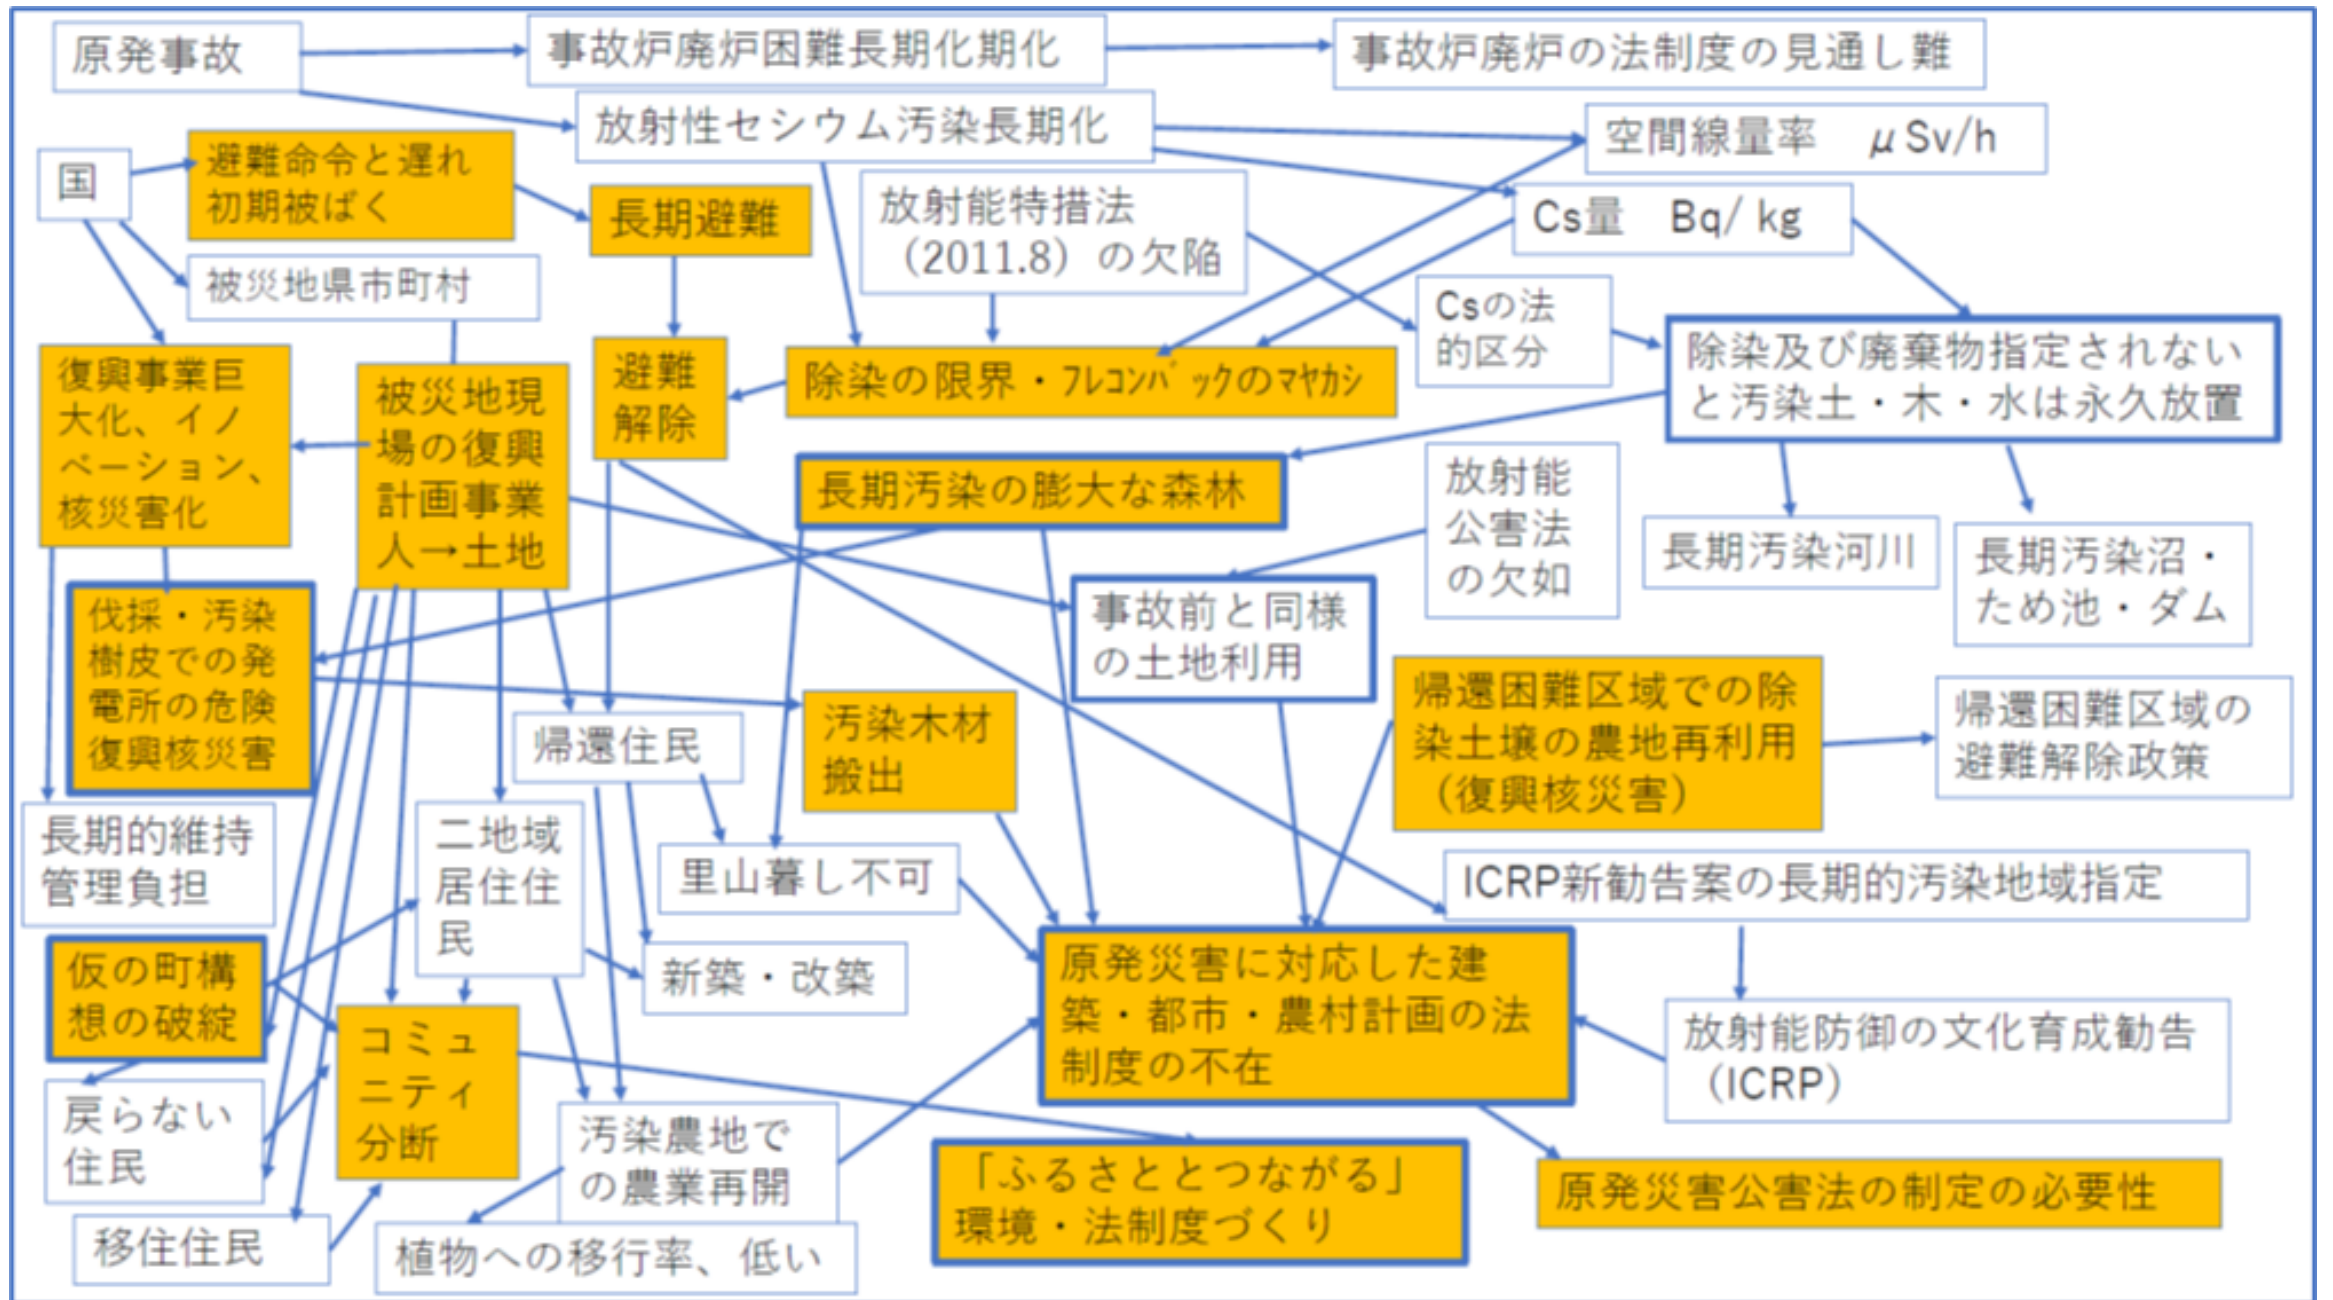 原発事故
事故炉廃炉困難長期化期化
事故炉廃炉の法制度の見通し難
放射性セシウム汚染長期化
空間線量率　μSv/h
国
避難命令と遅れ
初期被ばく
長期避難
放射能特措法
（2011.8）の欠陥
Cs量　Bq/ kg
被災地県市町村
Csの法
的区分
除染及び廃棄物指定されない
と汚染土・木・水は永久放置
復興事業巨
大化、イノ
ベーション、
核災害化
被災地現
場の復興
計画事業
人→土地
避難
解除
除染の限界・ﾌﾚｺﾝﾊﾞｯｸのﾏﾔｶｼ
長期汚染の膨大な森林
放射能
公害法
の欠如
長期汚染河川
長期汚染沼・
ため池・ダム
伐採・汚染
樹皮での発
電所の危険
復興核災害
事故前と同様
の土地利用
帰還住民
汚染木材
搬出
帰還困難区域での除
染土壌の農地再利用
（復興核災害）
帰還困難区域の
避難解除政策
長期的維持
管理負担
二地域
居住住
民
里山暮し不可
ICRP新勧告案の長期的汚染地域指定
仮の町構
想の破綻
新築・改築
原発災害に対応した建
築・都市・農村計画の法
制度の不在
放射能防御の文化育成勧告
（ICRP）
コミュ
ニティ
分断
戻らない
住民
汚染農地で
の農業再開
「ふるさととつながる」
環境・法制度づくり
原発災害公害法の制定の必要性
移住住民
植物への移行率、低い